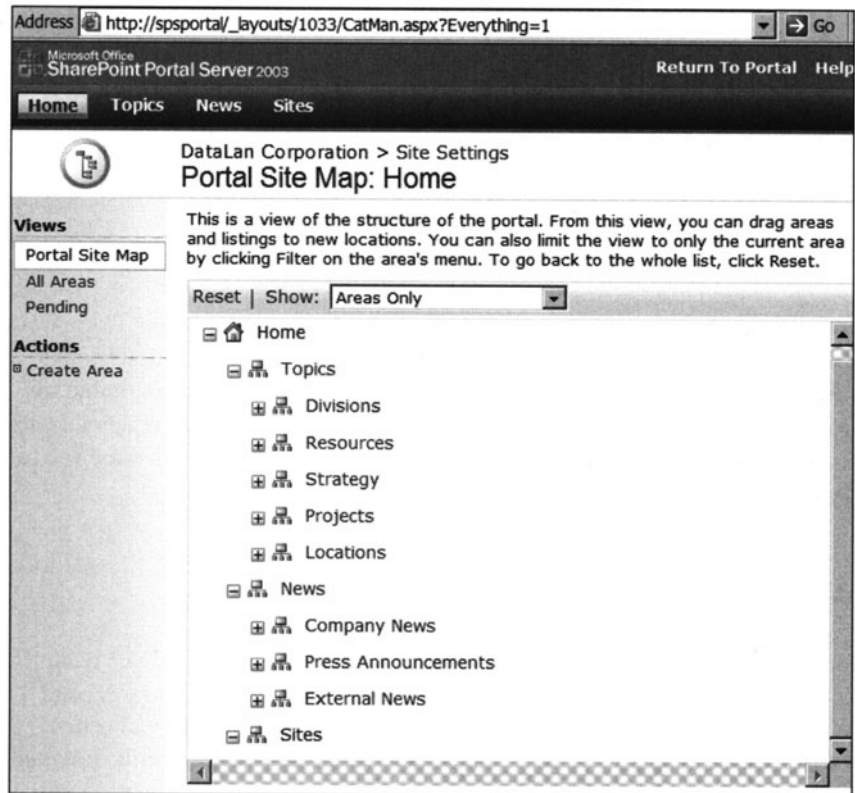 Address http://spsportal/_layouts/1033/CatMan.aspx?Everything=1 Go
Microsoft Office
SharePoint Portal Server 2003 Return To Portal Help
Home Topics News Sites
DataLan Corporation > Site Settings
Portal Site Map: Home
Views
Portal Site Map
All Areas
Pending
Actions
Create Area
This is a view of the structure of the portal. From this view, you can drag areas
and listings to new locations. You can also limit the view to only the current area
by clicking Filter on the area's menu. To go back to the whole list, click Reset.
Reset | Show: Areas Only
Home
Topics
Divisions
Resources
Strategy
Projects
Locations
News
Company News
Press Announcements
External News
Sites